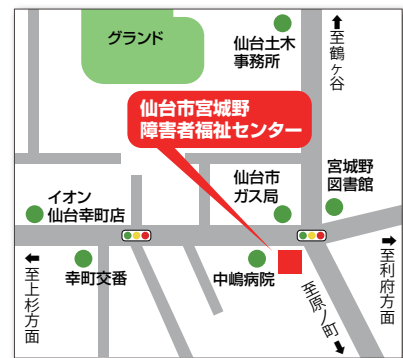 グランド
仙台土木
事務所
至鶴ヶ谷
仙台市宮城野
障害者福祉センター
イオン
仙台幸町店
仙台市
ガス局
宮城野
図書館
至上杉方面
幸町交番
中嶋病院
至原ノ町
至利府方面